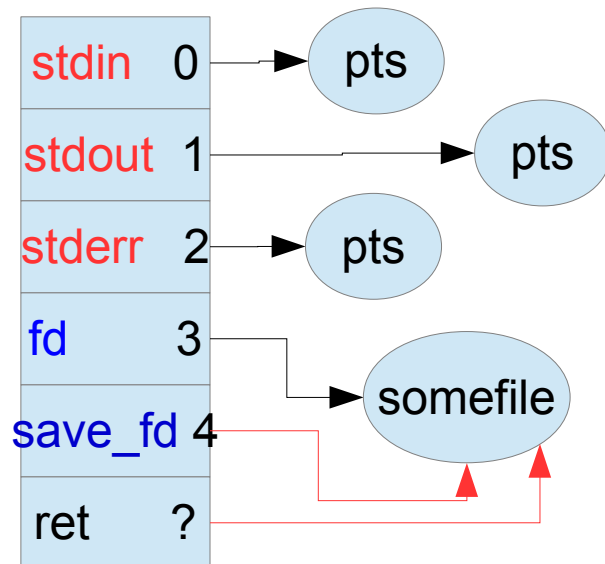 stdin 0 pts
stdout 1 pts
stderr 2 pts
fd 3
somefile
save_fd 4
ret ?